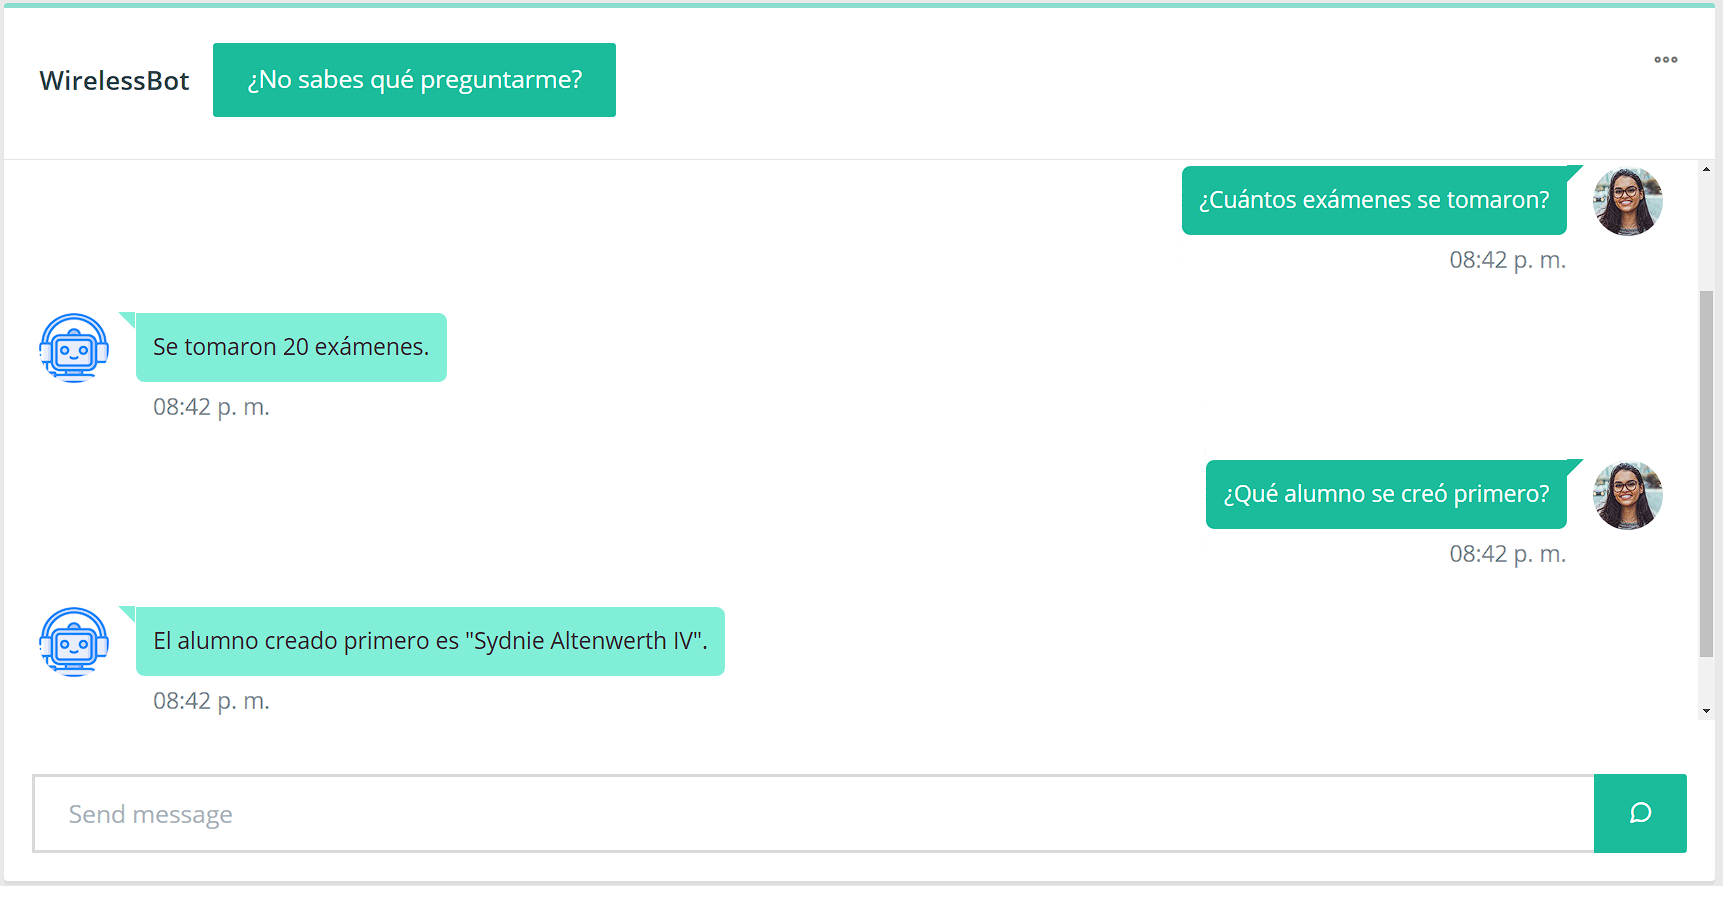 WirelessBot
¿No sabes qué preguntarme?
¿Cuántos exámenes se tomaron?
08:42 p. m.
Se tomaron 20 exámenes.
08:42 p. m.
¿Qué alumno se creó primero?
08:42 p. m.
El alumno creado primero es "Sydnie Altenwerth IV".
08:42 p. m.
Send message